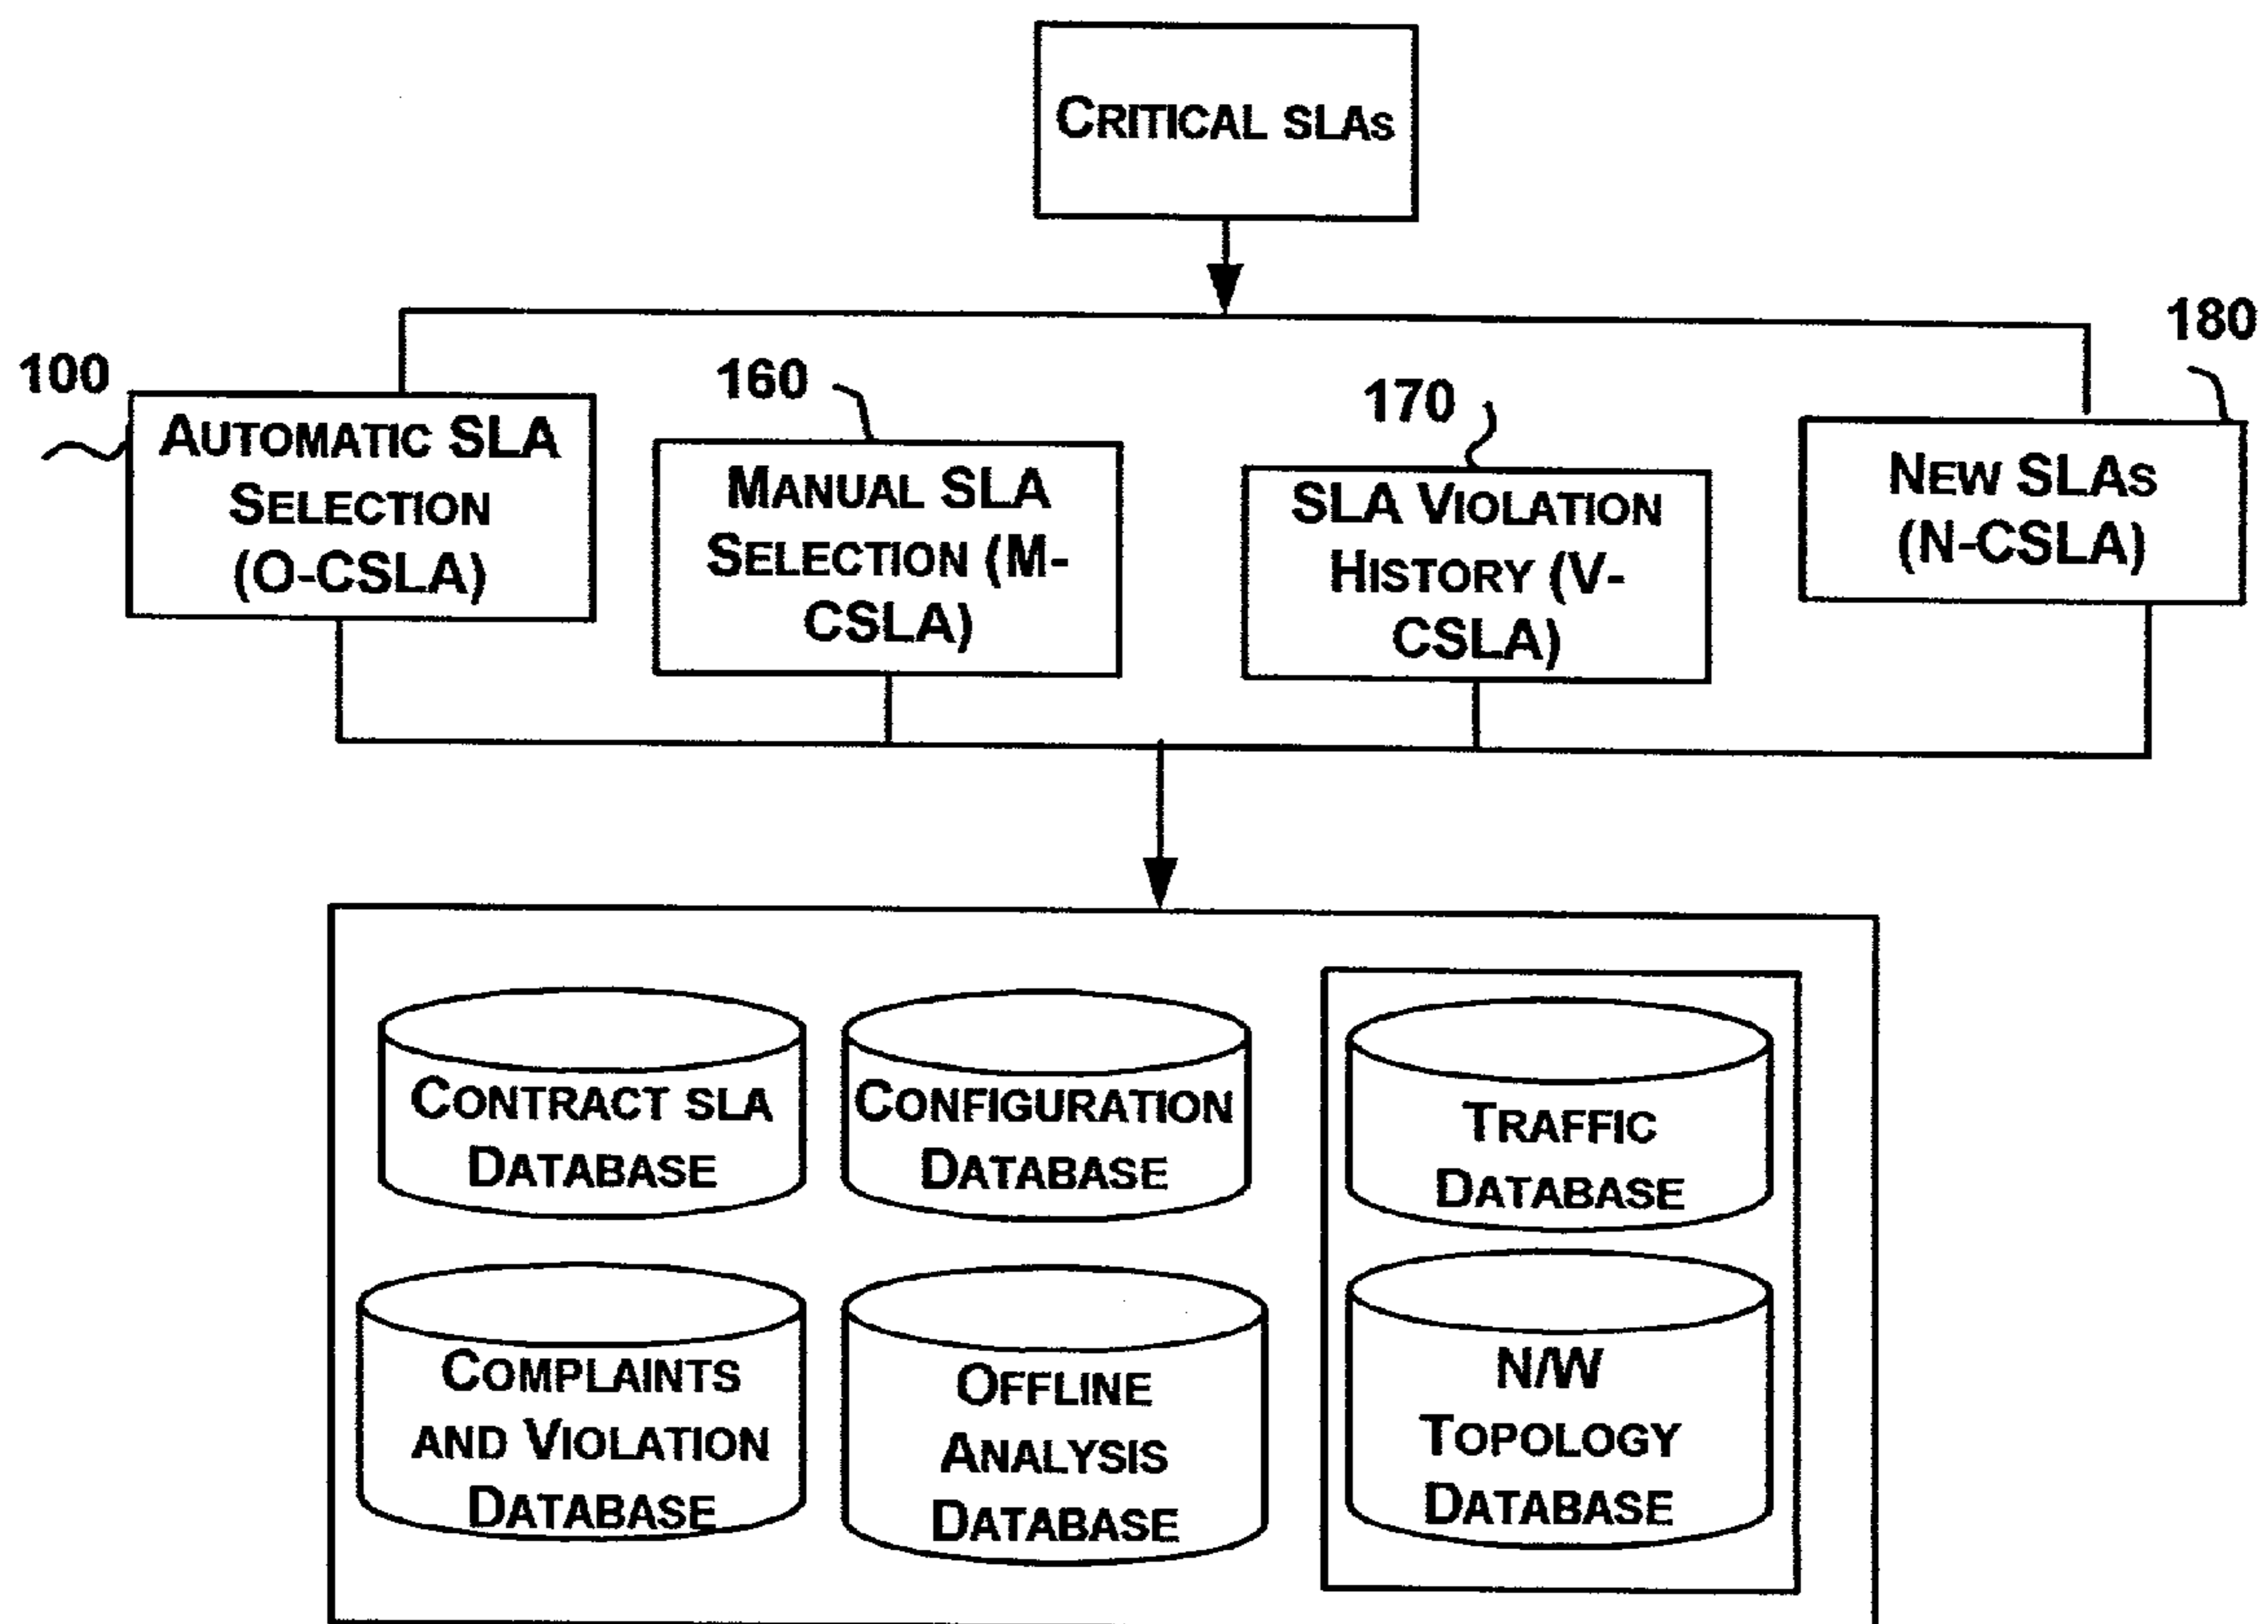 CRITICAL SLAS
180
100
160
170
AUTOMATIC SLA
SELECTION
(O-CSLA)
MANUAL SLA
SELECTION (M-
CSLA)
SLA VIOLATION
HISTORY (V-
CSLA)
NEW SLAS
(N-CSLA)
CONTRACT SLA
DATABASE
CONFIGURATION
DATABASE
TRAFFIC
DATABASE
COMPLAINTS
AND VIOLATION
DATABASE
OFFLINE
ANALYSIS
DATABASE
N/W
TOPOLOGY
DATABASE